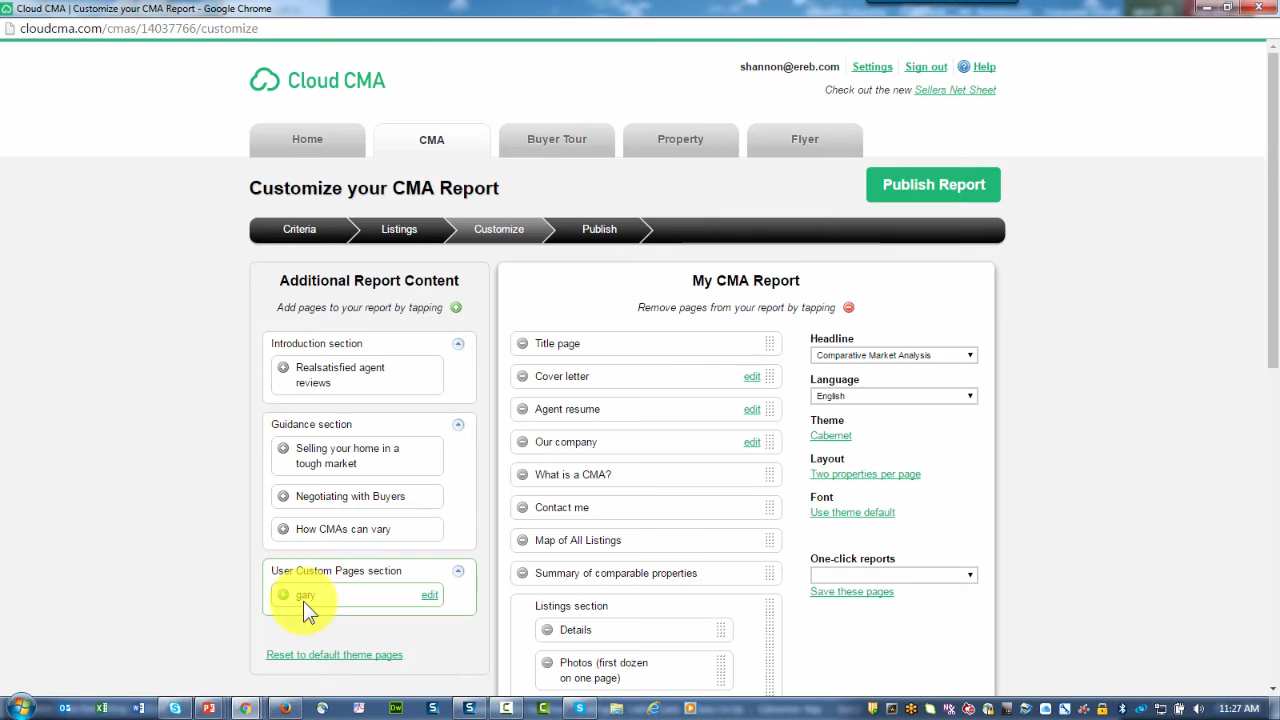 Cloud CMA | Customize your CMA Report - Google Chrome
cloudcma.com/cmas/14037766/customize
Cloud CMA
shannon@ereb.com Settings Sign out Help
Check out the new Sellers Net Sheet
Home CMA Buyer Tour Property Flyer
Customize your CMA Report
Publish Report
Criteria Listings Customize Publish
Additional Report Content
Add pages to your report by tapping
Introduction section
Realsatisfied agent
reviews
Guidance section
Selling your home in a
tough market
Negotiating with Buyers
How CMAs can vary
User Custom Pages section
gary edit
Reset to default theme pages
My CMA Report
Remove pages from your report by tapping
Title page
Cover letter edit
Agent resume edit
Our company edit
What is a CMA?
Contact me
Map of All Listings
Summary of comparable properties
Listings section
Details
Photos (first dozen
on one page)
Headline
Comparative Market Analysis
Language
English
Theme
Cabernet
Layout
Two properties per page
Font
Use theme default
One-click reports
Save these pages
11:27 AM